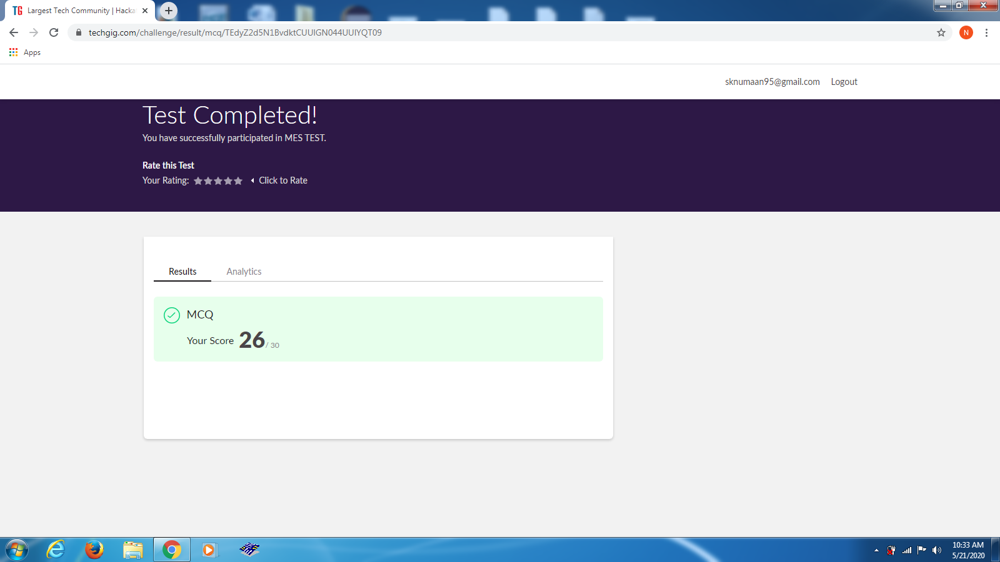 TG Largest Tech Community | Hacka
techgig.com/challenge/result/mcq/TEdyZ2d5N1BvdktCUUlGN044UUlYQT09
N
Apps
sknumaan95@gmail.com Logout
Test Completed!
You have successfully participated in MES TEST.
Rate this Test
Your Rating: Click to Rate
Results Analytics
MCQ
Your Score 26 / 30
10:33 AM
5/21/2020